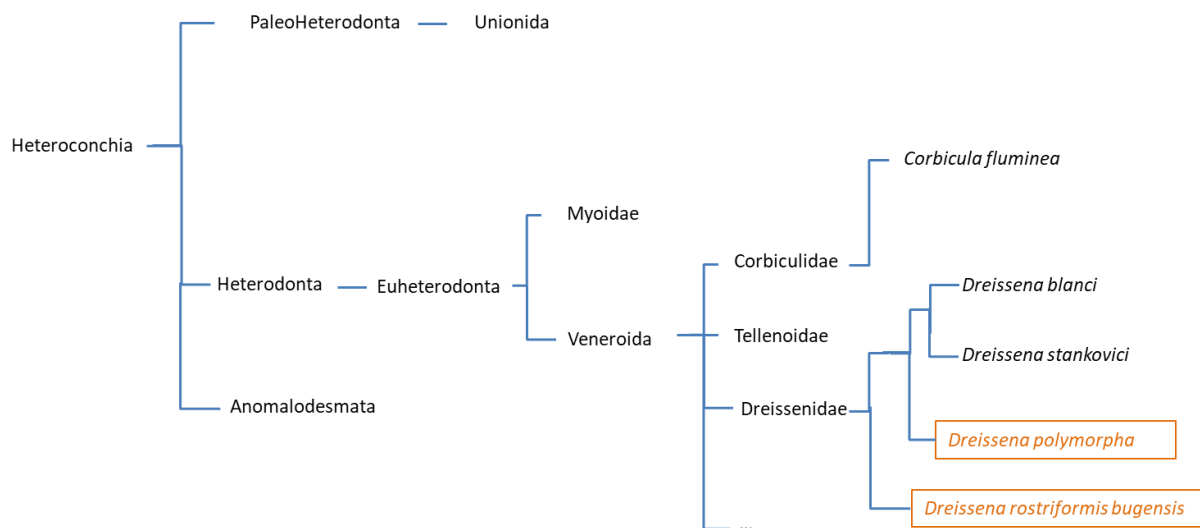 PaleoHeterodonta
Unionida
Heteroconchia
Corbicula fluminea
Myoidae
Corbiculidae
Heterodonta
Euheterodonta
Dreissena blanci
Veneroida
Tellenoidae
Dreissena stankovici
Anomalodesmata
Dreissenidae
Dreissena polymorpha
Dreissena rostriformis bugensis